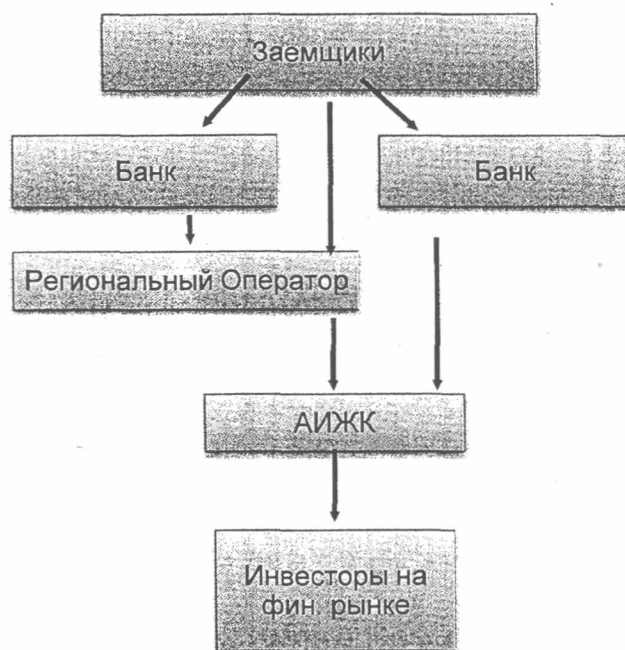 Заемщики
Банк
Банк
Региональный Оператор
АИЖК
Инвесторы на
фин. рынке